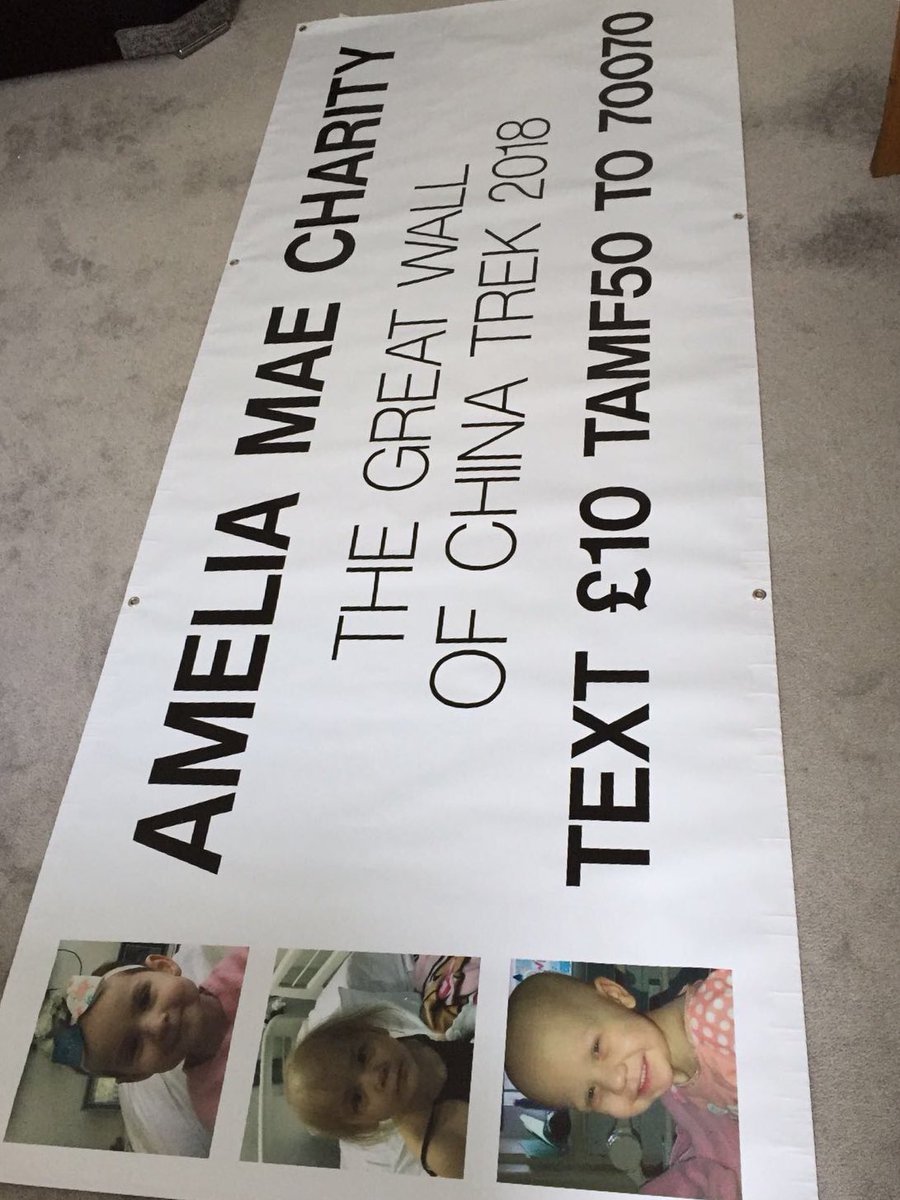 AMELIA MAE CHARITY
THE GREAT WALL
OF CHINA TREK 2018
TEXT £10 TAMF50 TO 70070